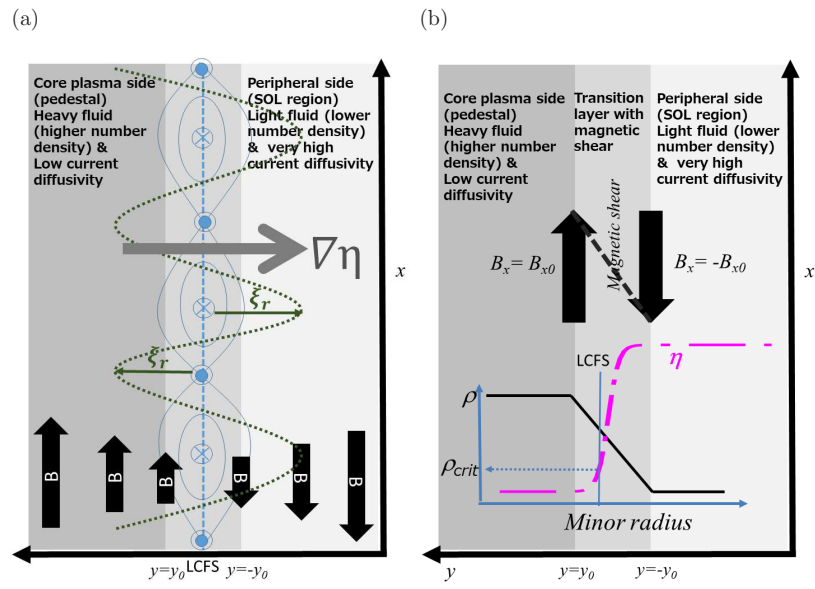 (a)
Core plasma side
(pedestal)
Heavy fluid
(higher number
density) &
Low current
diffusivity
Peripheral side
(SOL region)
Light fluid (lower
number density)
& very high
current diffusivity
∇η
ξ̃r
ξ̃r
B
B
B
B
B
B
x
y=y0
LCFS
y=-y0
(b)
Core plasma side
(pedestal)
Heavy fluid
(higher number
density) &
Low current
diffusivity
Transition
layer with
magnetic
shear
Peripheral side
(SOL region)
Light fluid (lower
number density)
& very high
current diffusivity
Bx= Bx0
Magnetic shear
Bx= -Bx0
x
LCFS
η
ρ
ρcrit
Minor radius
y
y=y0
y=-y0